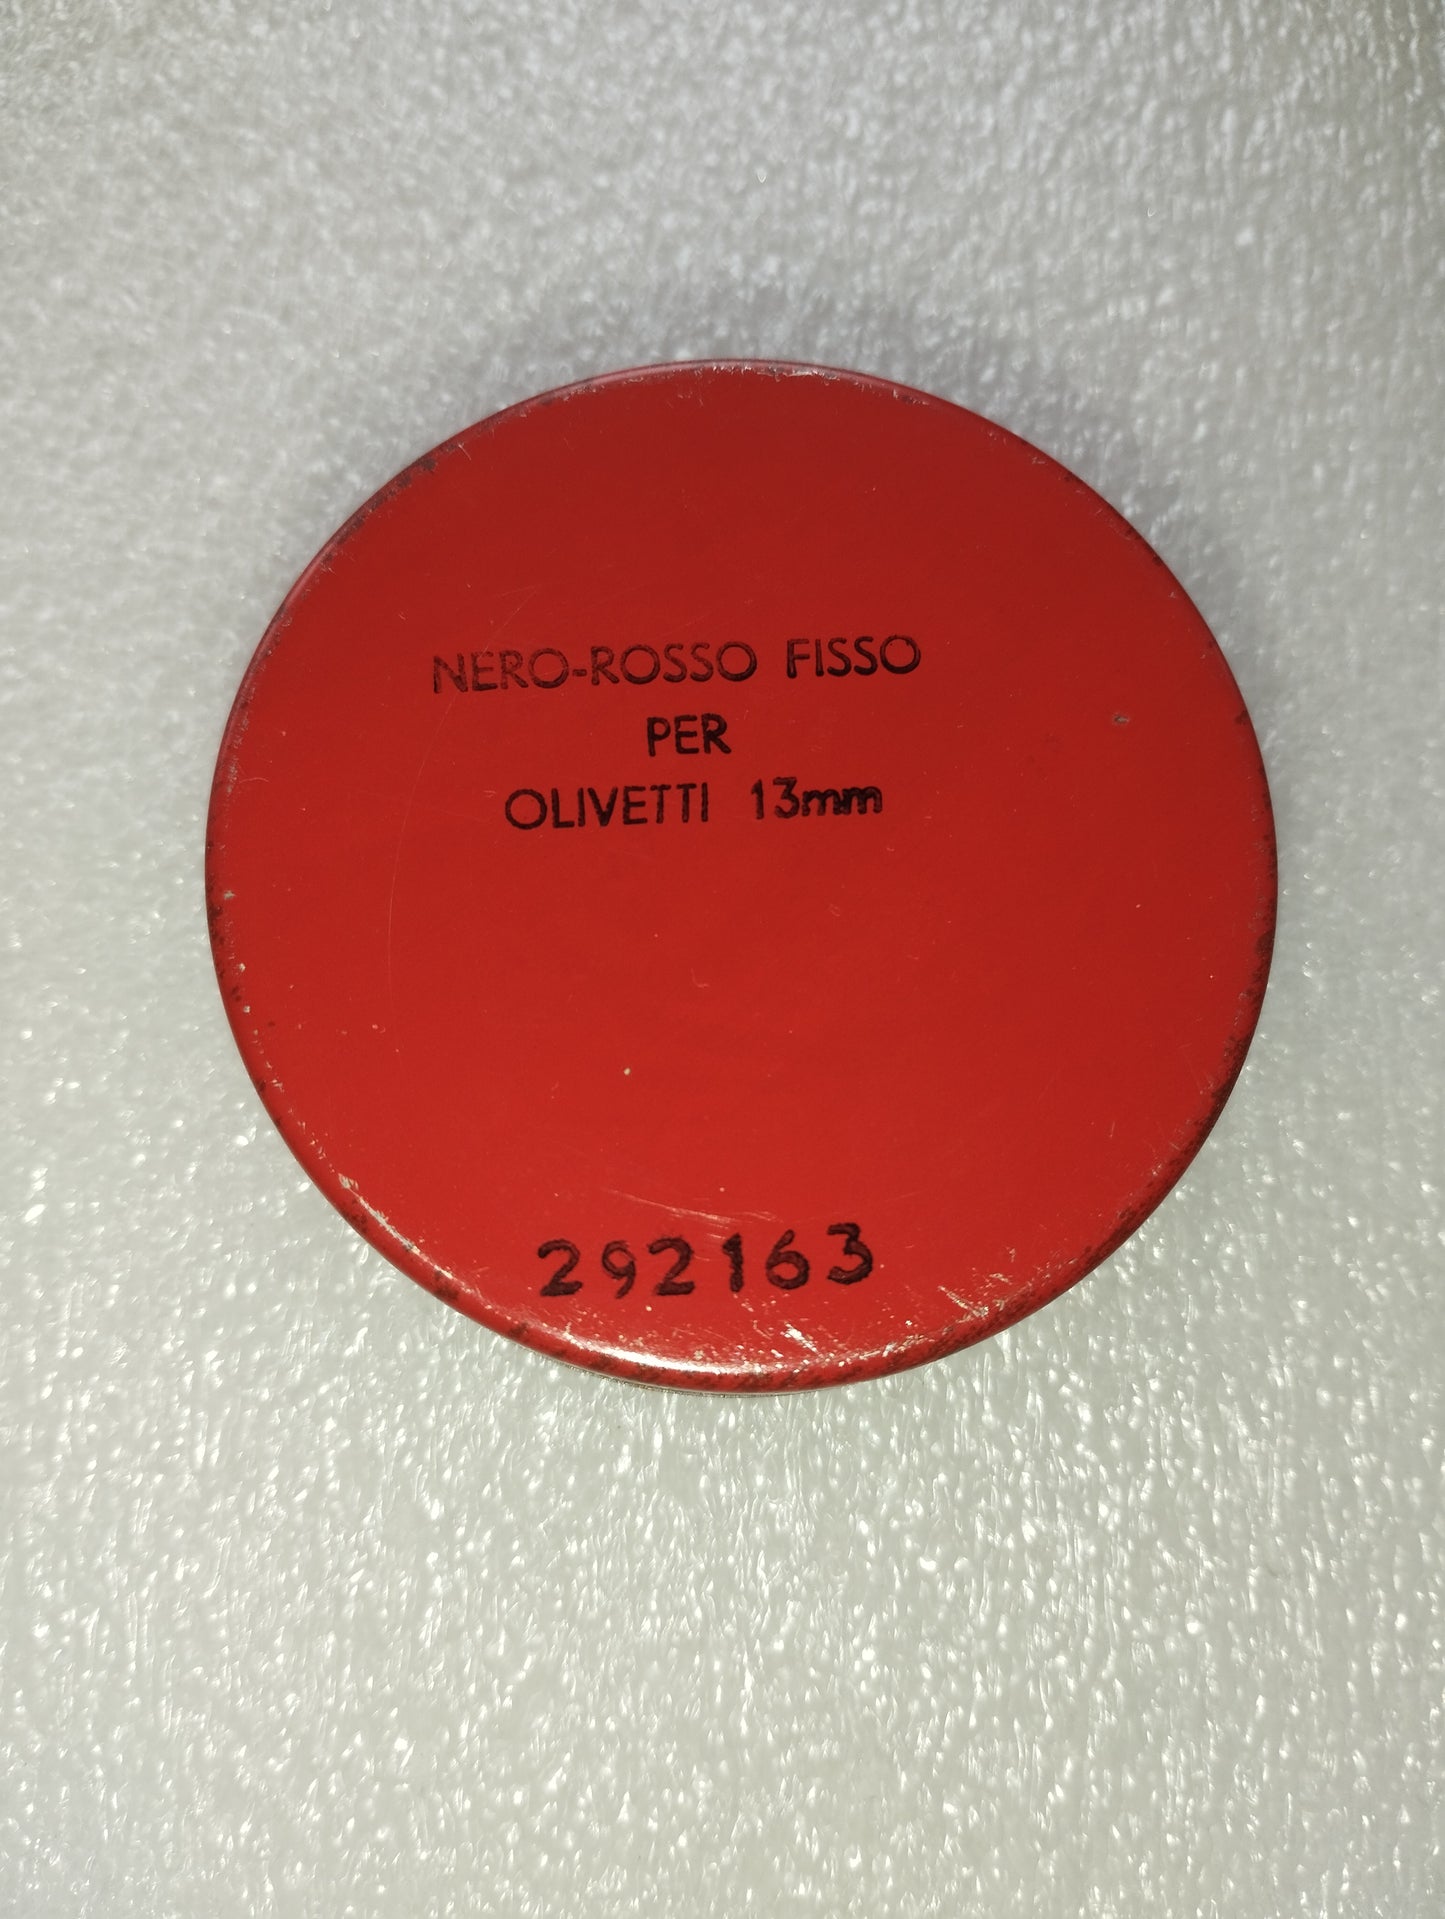 NERO-ROSSO FISSO
PER
OLIVETTI 13mm
292163